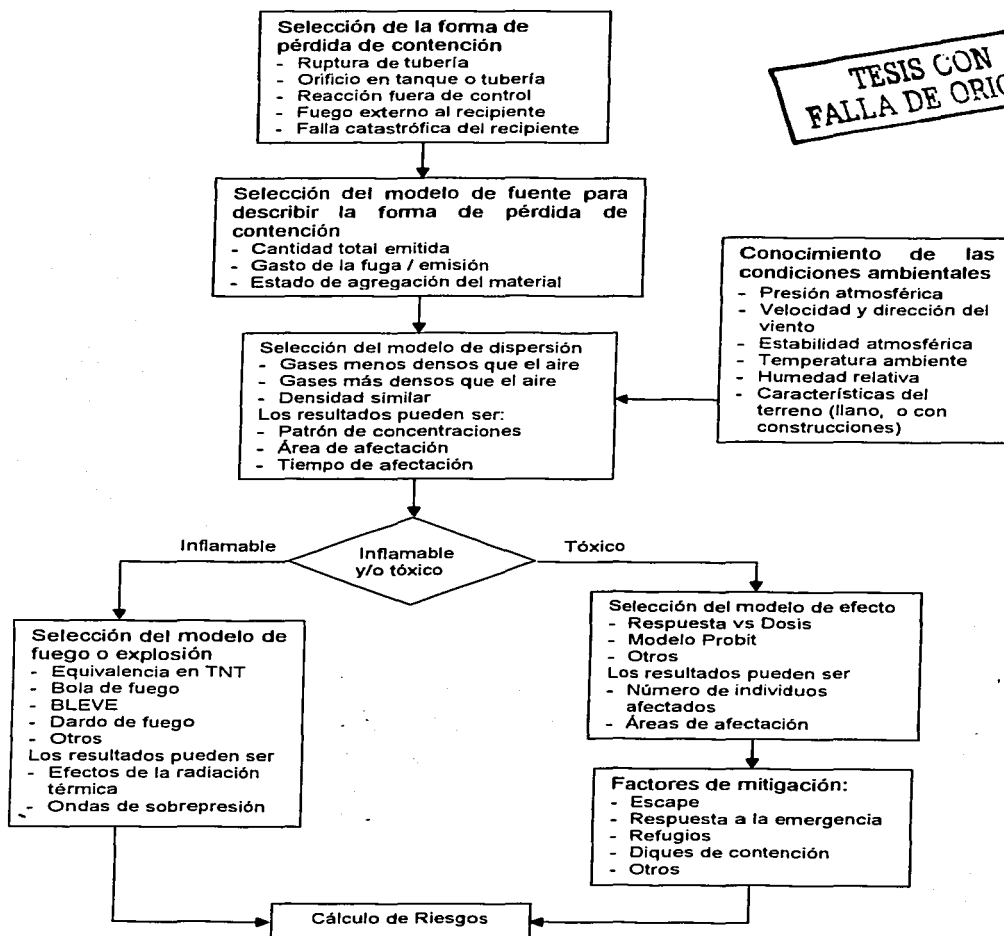 Selección de la forma de
pérdida de contención
- Ruptura de tubería
- Orificio en tanque o tubería
- Reacción fuera de control
- Fuego externo al recipiente
- Falla catastrófica del recipiente
TESIS CON
FALLA DE
Selección del modelo de fuente para
describir la forma de pérdida de
contención
- Cantidad total emitida
- Gasto de la fuga / emisión
- Estado de agregación del material
Conocimiento de las
condiciones ambientales
- Presión atmosférica
- Velocidad y dirección del
viento
- Estabilidad atmosférica
- Temperatura ambiente
- Humedad relativa
- Características del
terreno (llano, o con
construcciones)
Selección del modelo de dispersión
- Gases menos densos que el aire
- Gases más densos que el aire
- Densidad similar
Los resultados pueden ser:
- Patrón de concentraciones
- Área de afectación
- Tiempo de afectación
Inflamable
Inflamable
y/o tóxico
Tóxico
Selección del modelo de
fuego o explosión
- Equivalencia en TNT
- Bola de fuego
- BLEVE
- Dardo de fuego
- Otros
Los resultados pueden ser
- Efectos de la radiación
térmica
- Ondas de sobrepresión
Selección del modelo de efecto
- Respuesta vs Dosis
- Modelo Probit
- Otros
Los resultados pueden ser
- Número de individuos
afectados
- Áreas de afectación
Factores de mitigación:
- Escape
- Respuesta a la emergencia
- Refugios
- Diques de contención
- Otros
Cálculo de Riesgos